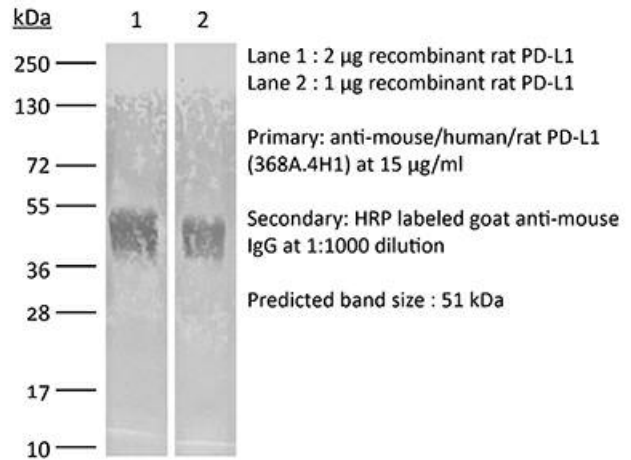 kDa
1 2
250
130
72
55
36
28
17
10
Lane 1 : 2 µg recombinant rat PD-L1
Lane 2 : 1 µg recombinant rat PD-L1
Primary: anti-mouse/human/rat PD-L1
(368A.4H1) at 15 µg/ml
Secondary: HRP labeled goat anti-mouse
IgG at 1:1000 dilution
Predicted band size : 51 kDa